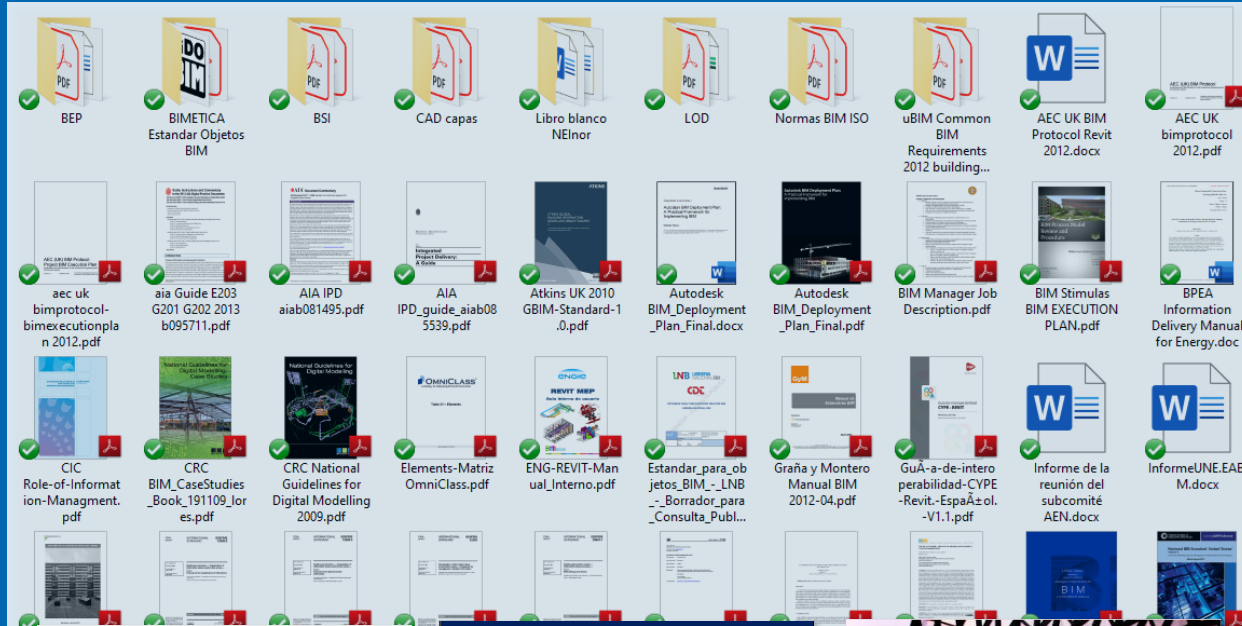 BEP
BIMETICA
Estandar Objetos
BIM
BSI
CAD capas
Libro blanco
NEInor
LOD
Normas BIM ISO
uBIM Common
BIM
Requirements
2012 building...
AEC UK BIM
Protocol Revit
2012.docx
AEC UK
bimprotocol
2012.pdf
aec uk
bimprotocol-
bimexecutionpla
n 2012.pdf
aia Guide E203
G201 G202 2013
b095711.pdf
AIA IPD
aiab081495.pdf
AIA
IPD_guide_aiab08
5539.pdf
Atkins UK 2010
GBIM-Standard-1
.0.pdf
Autodesk
BIM_Deployment
_Plan_Final.docx
Autodesk
BIM_Deployment
_Plan_Final.pdf
BIM Manager Job
Description.pdf
BIM Stimulas
BIM EXECUTION
PLAN.pdf
BPEA
Information
Delivery Manual
for Energy.doc
CIC
Role-of-Informat
ion-Managment.
pdf
CRC
BIM_CaseStudies
_Book_191109_lor
es.pdf
CRC National
Guidelines for
Digital Modelling
2009.pdf
Elements-Matriz
OmniClass.pdf
ENG-REVIT-Man
ual_Interno.pdf
Estandar_para_ob
jetos_BIM_-_LNB
_-_Borrador_para
_Consulta_Publ...
Graña y Montero
Manual BIM
2012-04.pdf
GuÃ-a-de-intero
perabilidad-CYPE
-Revit.-EspaÃ±ol.
-V1.1.pdf
Informe de la
reunión del
subcomité
AEN.docx
InformeUNE.EAE
M.docx